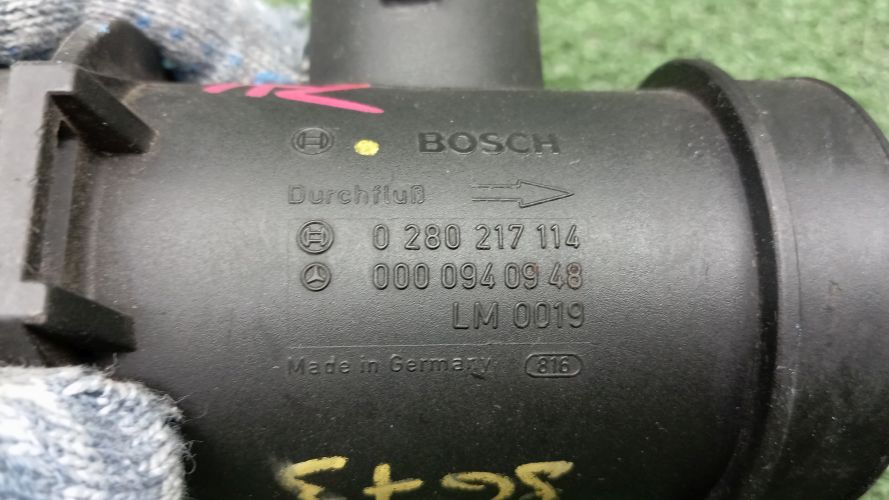 BOSCH
Durchfluß
0 280 217 114
000 094 09 48
LM 0019
Made in Germany 816